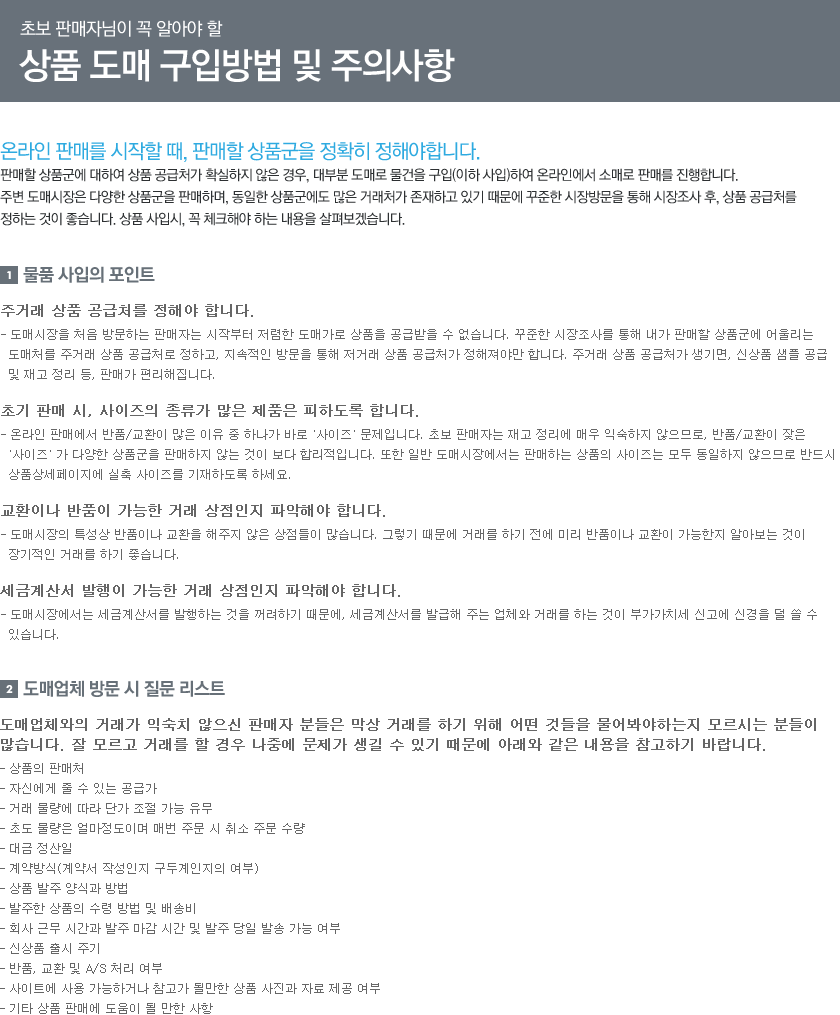 초보 판매자님이 꼭 알아야 할
상품 도매 구입방법 및 주의사항
온라인 판매를 시작할 때, 판매할 상품군을 정확히 정해야합니다.
판매할 상품군에 대하여 상품 공급처가 확실하지 않은 경우, 대부분 도매로 물건을 구입(이하 사입)하여 온라인에서 소매로 판매를 진행합니다.
주변 도매시장은 다양한 상품군을 판매하며, 동일한 상품군에도 많은 거래처가 존재하고 있기 때문에 꾸준한 시장방문을 통해 시장조사 후, 상품 공급처를
정하는 것이 좋습니다. 상품 사입시, 꼭 체크해야 하는 내용을 살펴보겠습니다.
1 물품 사입의 포인트
주거래 상품 공급처를 정해야 합니다.
- 도매시장을 처음 방문하는 판매자는 시작부터 저렴한 도매가로 상품을 공급받을 수 없습니다. 꾸준한 시장조사를 통해 내가 판매할 상품군에 어울리는
도매처를 주거래 상품 공급처로 정하고, 지속적인 방문을 통해 저거래 상품 공급처가 정해져야만 합니다. 주거래 상품 공급처가 생기면, 신상품 샘플 공급
및 재고 정리 등, 판매가 편리해집니다.
초기 판매 시, 사이즈의 종류가 많은 제품은 피하도록 합니다.
- 온라인 판매에서 반품/교환이 많은 이유 중 하나가 바로 '사이즈' 문제입니다. 초보 판매자는 재고 정리에 매우 익숙하지 않으므로, 반품/교환이 잦은
'사이즈' 가 다양한 상품군을 판매하지 않는 것이 보다 합리적입니다. 또한 일반 도매시장에서는 판매하는 상품의 사이즈는 모두 동일하지 않으므로 반드시
상품상세페이지에 실측 사이즈를 기재하도록 하세요.
교환이나 반품이 가능한 거래 상점인지 파악해야 합니다.
- 도매시장의 특성상 반품이나 교환을 해주지 않은 상점들이 많습니다. 그렇기 때문에 거래를 하기 전에 미리 반품이나 교환이 가능한지 알아보는 것이
장기적인 거래를 하기 좋습니다.
세금계산서 발행이 가능한 거래 상점인지 파악해야 합니다.
- 도매시장에서는 세금계산서를 발행하는 것을 꺼려하기 때문에, 세금계산서를 발급해 주는 업체와 거래를 하는 것이 부가가치세 신고에 신경을 덜 쓸 수
있습니다.
2 도매업체 방문 시 질문 리스트
도매업체와의 거래가 익숙치 않으신 판매자 분들은 막상 거래를 하기 위해 어떤 것들을 물어봐야하는지 모르시는 분들이
많습니다. 잘 모르고 거래를 할 경우 나중에 문제가 생길 수 있기 때문에 아래와 같은 내용을 참고하기 바랍니다.
- 상품의 판매처
- 자신에게 줄 수 있는 공급가
- 거래 물량에 따라 단가 조절 가능 유무
- 초도 물량은 얼마정도이며 매번 주문 시 취소 주문 수량
- 대금 정산일
- 계약방식(계약서 작성인지 구두계인지의 여부)
- 상품 발주 양식과 방법
- 발주한 상품의 수령 방법 및 배송비
- 회사 근무 시간과 발주 마감 시간 및 발주 당일 발송 가능 여부
- 신상품 출시 주기
- 반품, 교환 및 A/S 처리 여부
- 사이트에 사용 가능하거나 참고가 될만한 상품 사진과 자료 제공 여부
- 기타 상품 판매에 도움이 될 만한 사항